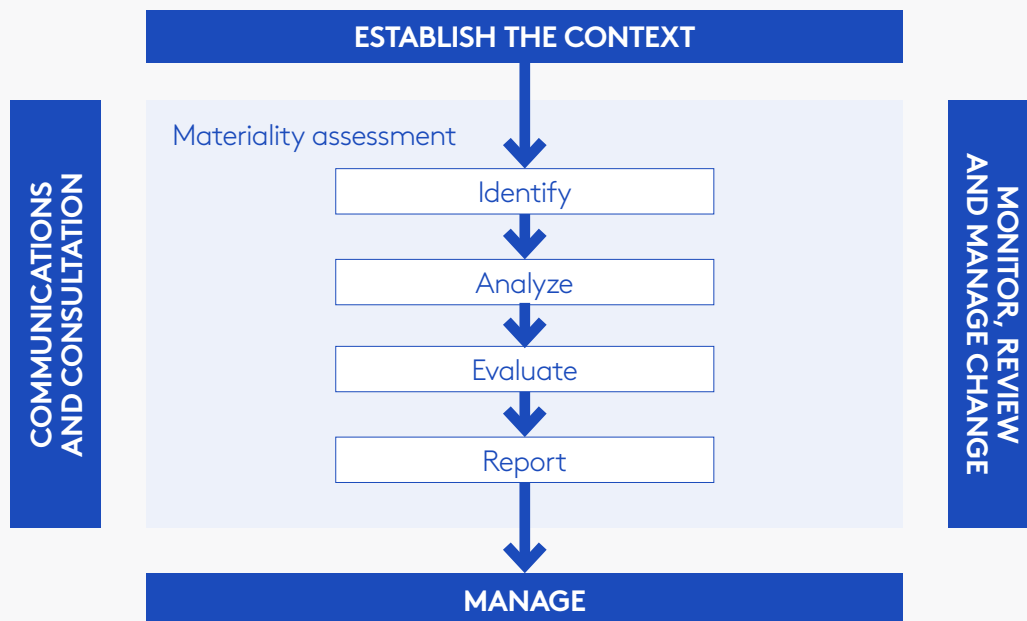 ESTABLISH THE CONTEXT
COMMUNICATIONS
AND CONSULTATION
Materiality assessment
Identify
Analyze
Evaluate
Report
MONITOR, REVIEW
AND MANAGE CHANGE
MANAGE